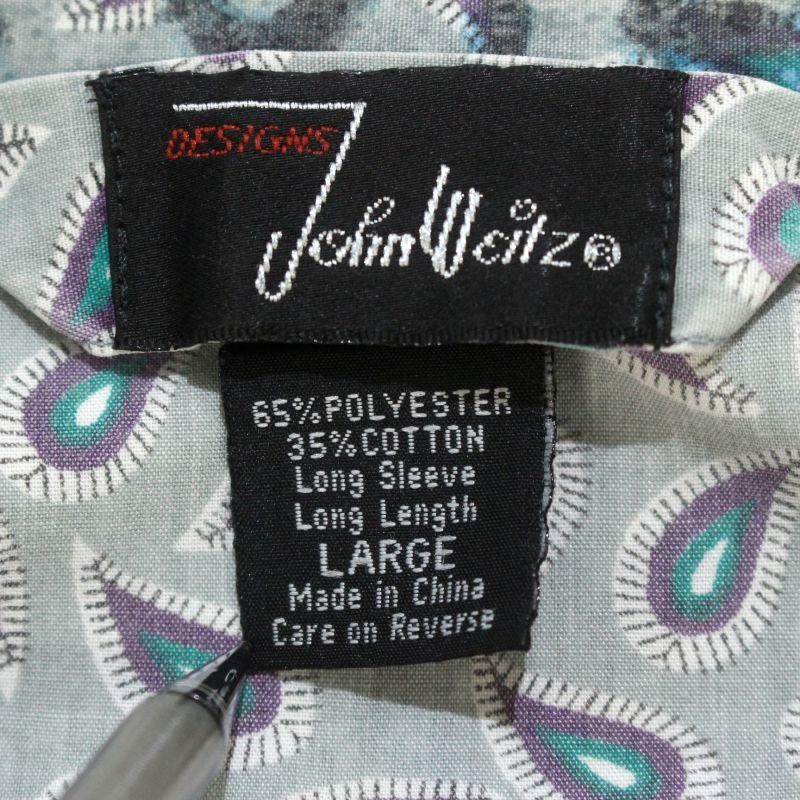 DESIGNS
John Weitz®
65% POLYESTER
35% COTTON
Long Sleeve
Long Length
LARGE
Made in China
Care on Reverse